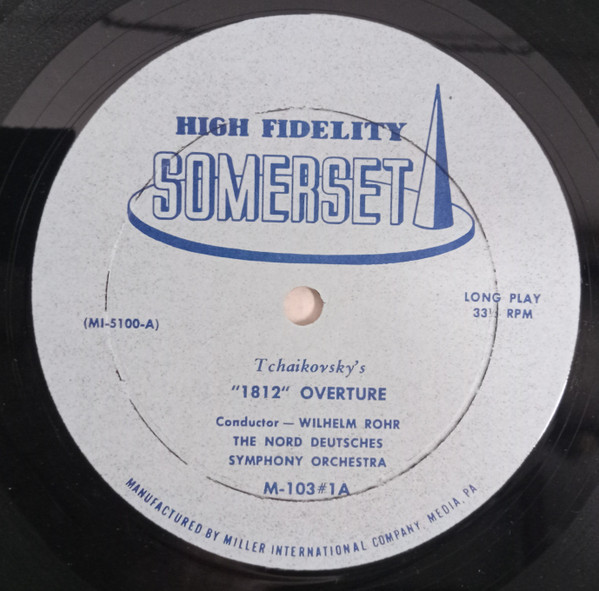 HIGH FIDELITY
SOMERSET
LONG PLAY
33⅓ RPM
(MI-5100-A)
Tchaikovsky's
"1812" OVERTURE
Conductor — WILHELM ROHR
THE NORD DEUTSCHES
SYMPHONY ORCHESTRA
M-103#1A
MANUFACTURED BY MILLER INTERNATIONAL COMPANY, MEDIA, PA